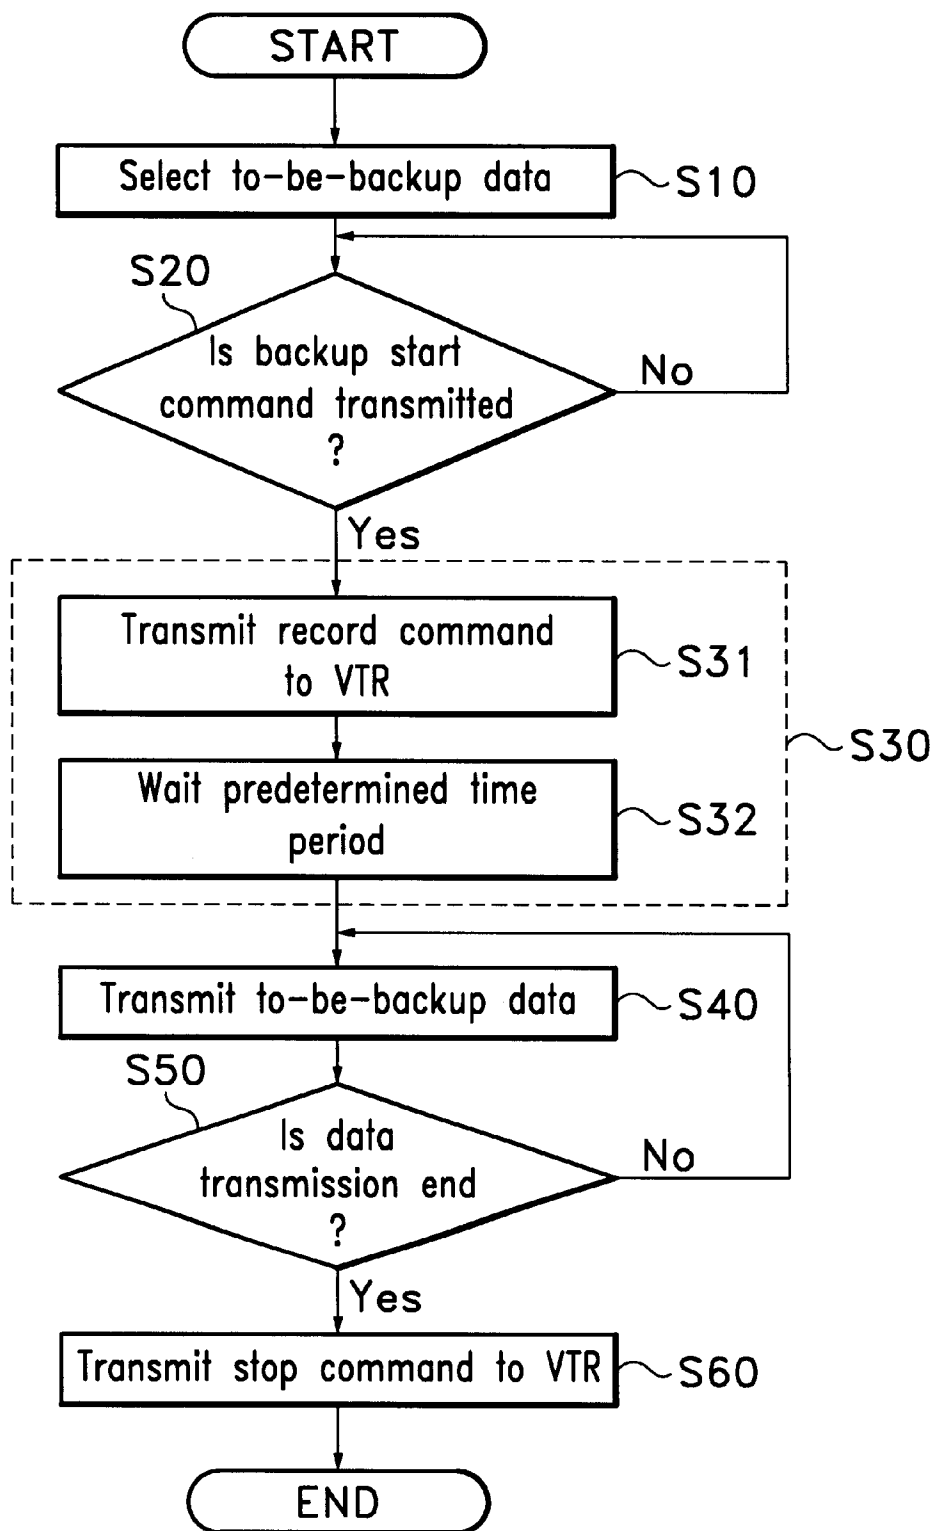 START
Select to-be-backup data
S10
S20
Is backup start
command transmitted
?
No
Yes
Transmit record command
to VTR
S31
S30
Wait predetermined time
period
S32
Transmit to-be-backup data
S40
S50
Is data
transmission end
?
No
Yes
Transmit stop command to VTR
S60
END